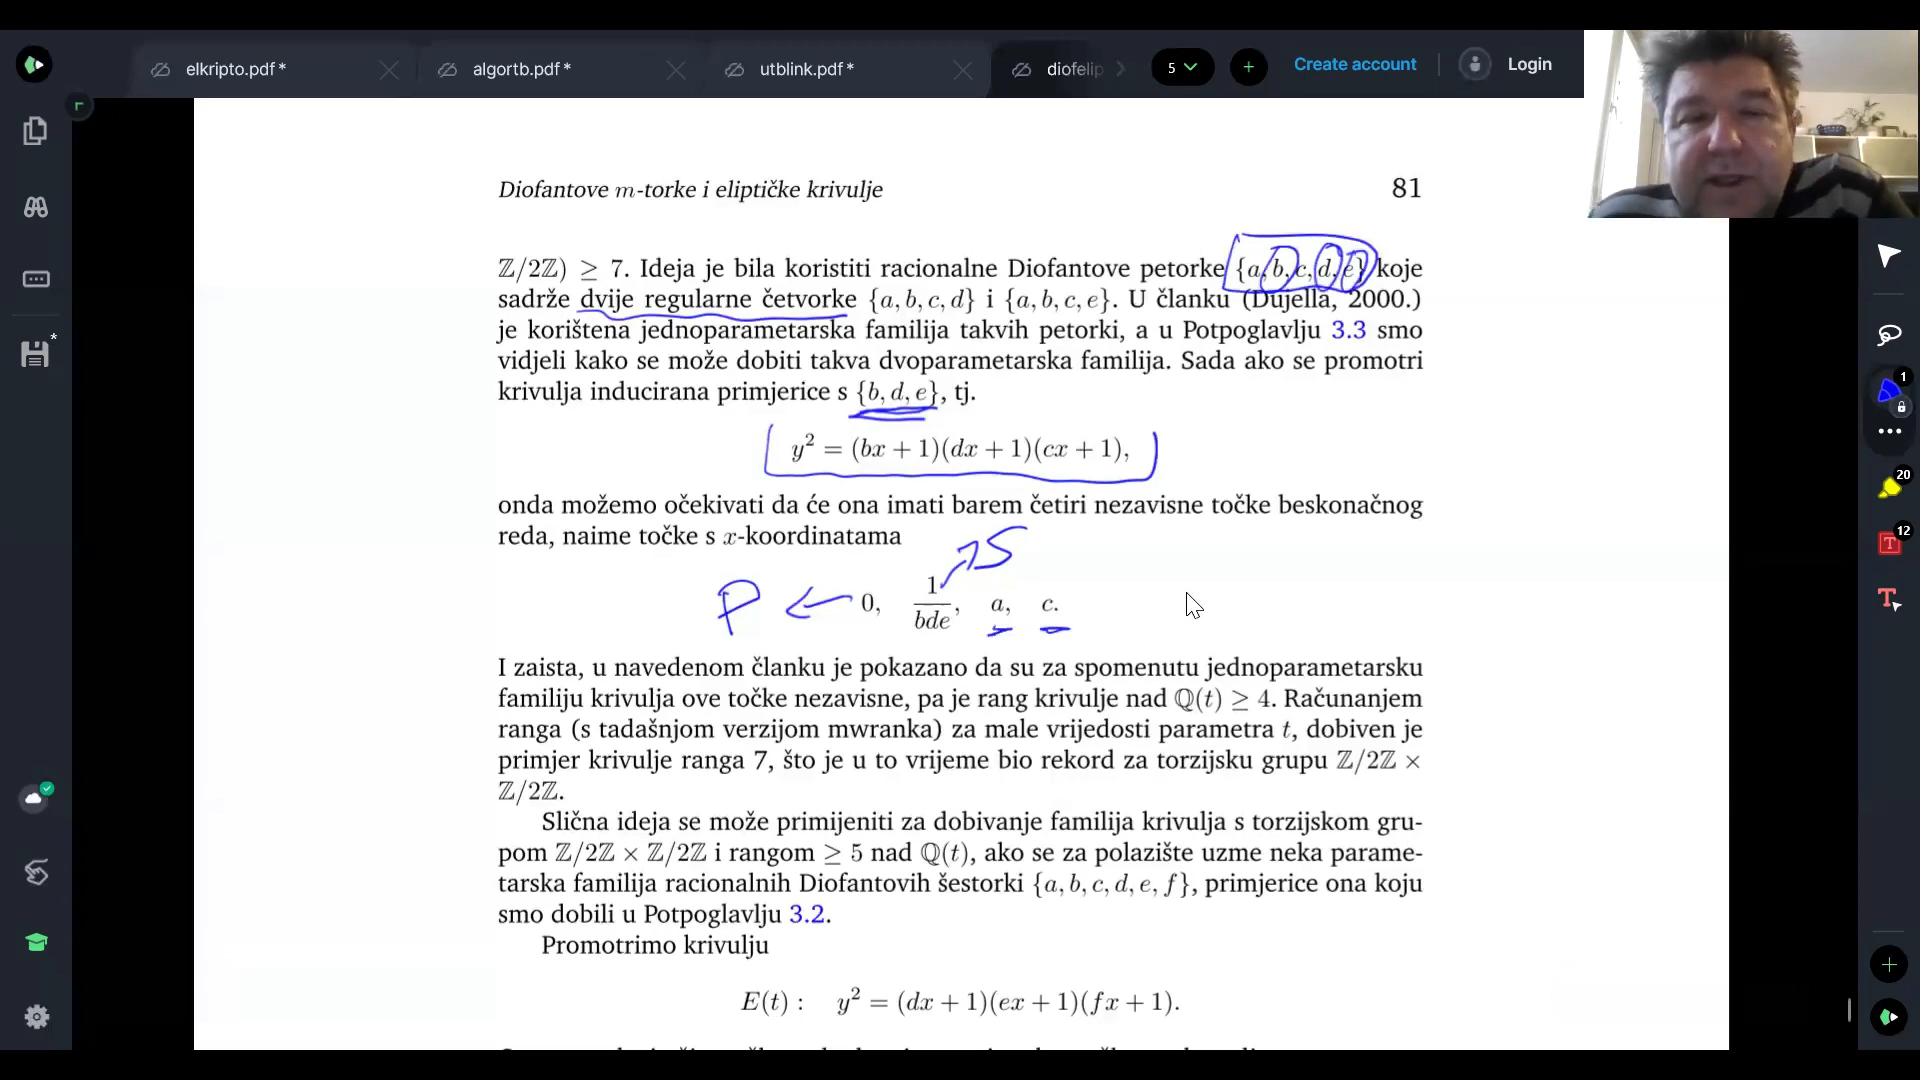 elkripto.pdf *
algortb.pdf *
utblink.pdf *
diofelip
5
Create account
Login
Diofantove m-torke i eliptičke krivulje 81
ℤ/2ℤ) ≥ 7. Ideja je bila koristiti racionalne Diofantove petorke {a, b, c, d, e} koje
sadrže dvije regularne četvorke {a, b, c, d} i {a, b, c, e}. U članku (Dujella, 2000.)
je korištena jednoparametarska familija takvih petorki, a u Potpoglavlju 3.3 smo
vidjeli kako se može dobiti takva dvoparametarska familija. Sada ako se promotri
krivulja inducirana primjerice s {b, d, e}, tj.
y² = (bx + 1)(dx + 1)(cx + 1),
onda možemo očekivati da će ona imati barem četiri nezavisne točke beskonačnog
reda, naime točke s x-koordinatama
S
P ← 0, 1/bde, a, c.
I zaista, u navedenom članku je pokazano da su za spomenutu jednoparametarsku
familiju krivulja ove točke nezavisne, pa je rang krivulje nad ℚ(t) ≥ 4. Računanjem
ranga (s tadašnjom verzijom mwranka) za male vrijedosti parametra t, dobiven je
primjer krivulje ranga 7, što je u to vrijeme bio rekord za torzijsku grupu ℤ/2ℤ ×
ℤ/2ℤ.
Slična ideja se može primijeniti za dobivanje familija krivulja s torzijskom gru-
pom ℤ/2ℤ × ℤ/2ℤ i rangom ≥ 5 nad ℚ(t), ako se za polazište uzme neka parame-
tarska familija racionalnih Diofantovih šestorki {a, b, c, d, e, f}, primjerice ona koju
smo dobili u Potpoglavlju 3.2.
Promotrimo krivulju
E(t) : y² = (dx + 1)(ex + 1)(fx + 1).
1
20
12